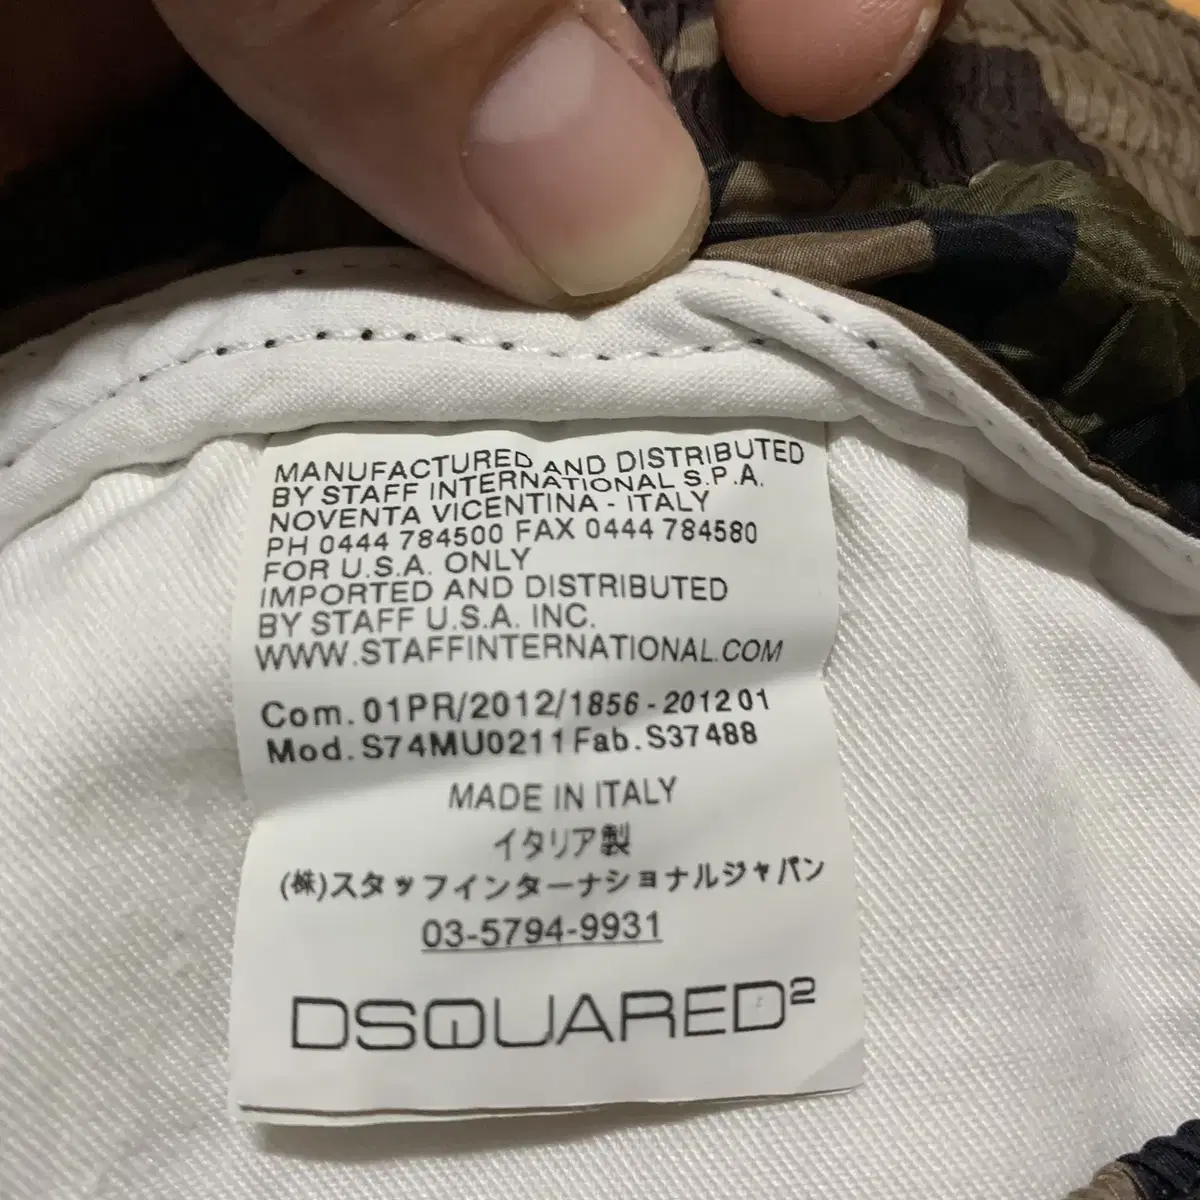 MANUFACTURED AND DISTRIBUTED
BY STAFF INTERNATIONAL S.P.A.
NOVENTA VICENTINA - ITALY
PH 0444 784500 FAX 0444 784580
FOR U.S.A. ONLY
IMPORTED AND DISTRIBUTED
BY STAFF U.S.A. INC.
WWW.STAFFINTERNATIONAL.COM
Com. 01PR/2012/1856 - 2012 01
Mod. S74MU0211 Fab. S37488
MADE IN ITALY
イタリア製
(株)スタッフインターナショナルジャパン
03-5794-9931
DSQUARED²